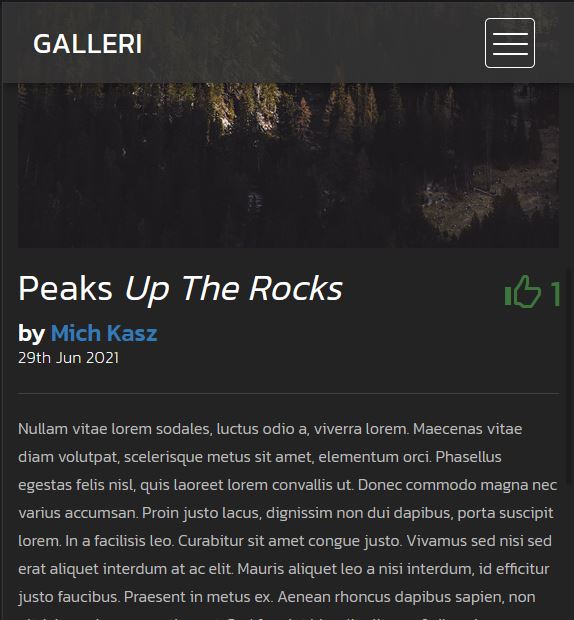 GALLERI
Peaks Up The Rocks
1
by Mich Kasz
29th Jun 2021
Nullam vitae lorem sodales, luctus odio a, viverra lorem. Maecenas vitae
diam volutpat, scelerisque metus sit amet, elementum orci. Phasellus
egestas felis nisl, quis laoreet lorem convallis ut. Donec commodo magna nec
varius accumsan. Proin justo lacus, dignissim non dui dapibus, porta suscipit
lorem. In a facilisis leo. Curabitur sit amet congue justo. Vivamus sed nisi sed
erat aliquet interdum at ac elit. Mauris aliquet leo a nisi interdum, id efficitur
justo faucibus. Praesent in metus ex. Aenean rhoncus dapibus sapien, non